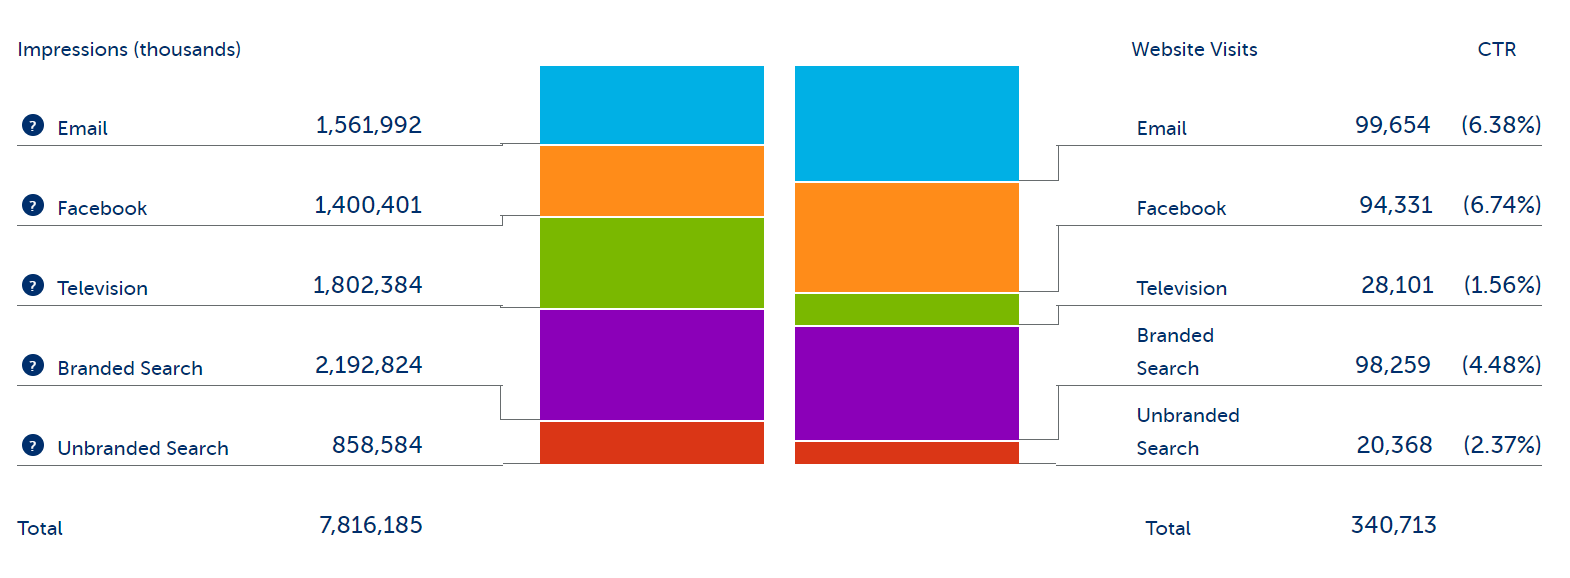 Impressions (thousands) Website Visits CTR
? Email 1,561,992 Email 99,654 (6.38%)
? Facebook 1,400,401 Facebook 94,331 (6.74%)
? Television 1,802,384 Television 28,101 (1.56%)
Branded
? Branded Search 2,192,824 Search 98,259 (4.48%)
Unbranded
? Unbranded Search 858,584 Search 20,368 (2.37%)
Total 7,816,185 Total 340,713